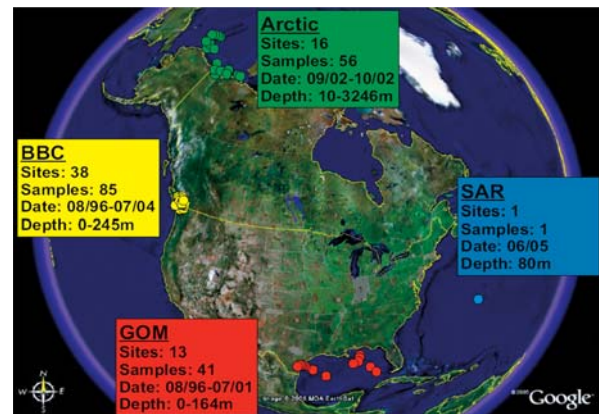 Arctic
Sites: 16
Samples: 56
Date: 09/02-10/02
Depth: 10-3246m
BBC
Sites: 38
Samples: 85
Date: 08/96-07/04
Depth: 0-245m
SAR
Sites: 1
Samples: 1
Date: 06/05
Depth: 80m
GOM
Sites: 13
Samples: 41
Date: 08/96-07/01
Depth: 0-164m
N
W
E
S
Google